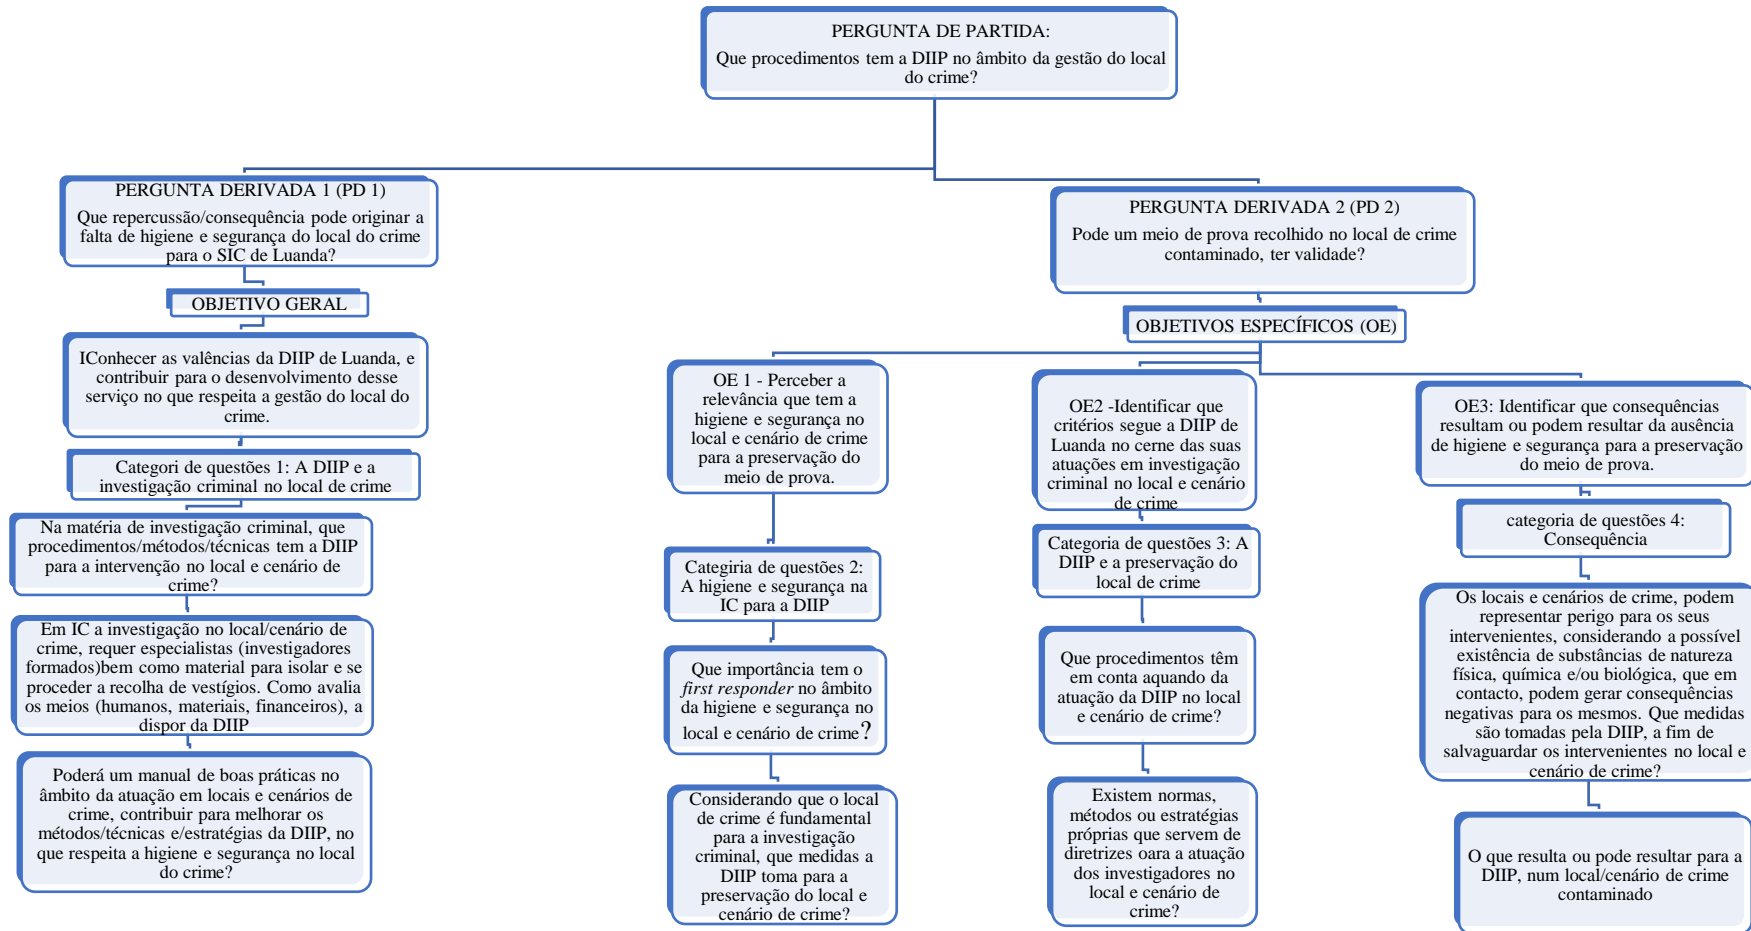 PERGUNTA DE PARTIDA:
Que procedimentos tem a DIIP no âmbito da gestão do local
do crime?
PERGUNTA DERIVADA 1 (PD 1)
Que repercussão/consequência pode originar a
falta de higiene e segurança do local do crime
para o SIC de Luanda?
OBJETIVO GERAL
IConhecer as valências da DIIP de Luanda, e
contribuir para o desenvolvimento desse
serviço no que respeita a gestão do local do
crime.
Categori de questões 1: A DIIP e a
investigação criminal no local de crime
Na matéria de investigação criminal, que
procedimentos/métodos/técnicas tem a DIIP
para a intervenção no local e cenário de
crime?
Em IC a investigação no local/cenário de
crime, requer especialistas (investigadores
formados)bem como material para isolar e se
proceder a recolha de vestígios. Como avalia
os meios (humanos, materiais, financeiros), a
dispor da DIIP
Poderá um manual de boas práticas no
âmbito da atuação em locais e cenários de
crime, contribuir para melhorar os
métodos/técnicas e/estratégias da DIIP, no
que respeita a higiene e segurança no local
do crime?
PERGUNTA DERIVADA 2 (PD 2)
Pode um meio de prova recolhido no local de crime
contaminado, ter validade?
OBJETIVOS ESPECÍFICOS (OE)
OE 1 - Perceber a
relevância que tem a
higiene e segurança no
local e cenário de crime
para a preservação do
meio de prova.
Categiria de questões 2:
A higiene e segurança na
IC para a DIIP
Que importância tem o
first responder no âmbito
da higiene e segurança no
local e cenário de crime?
Considerando que o local
de crime é fundamental
para a investigação
criminal, que medidas a
DIIP toma para a
preservação do local e
cenário de crime?
OE2 -Identificar que
critérios segue a DIIP de
Luanda no cerne das suas
atuações em investigação
criminal no local e cenário
de crime
Categoria de questões 3: A
DIIP e a preservação do
local de crime
Que procedimentos têm
em conta aquando da
atuação da DIIP no local
e cenário de crime?
Existem normas,
métodos ou estratégias
próprias que servem de
diretrizes oara a atuação
dos investigadores no
local e cenário de
crime?
OE3: Identificar que consequências
resultam ou podem resultar da ausência
de higiene e segurança para a preservação
do meio de prova.
categoria de questões 4:
Consequência
Os locais e cenários de crime, podem
representar perigo para os seus
intervenientes, considerando a possível
existência de substâncias de natureza
física, química e/ou biológica, que em
contacto, podem gerar consequências
negativas para os mesmos. Que medidas
são tomadas pela DIIP, a fim de
salvaguardar os intervenientes no local e
cenário de crime?
O que resulta ou pode resultar para a
DIIP, num local/cenário de crime
contaminado